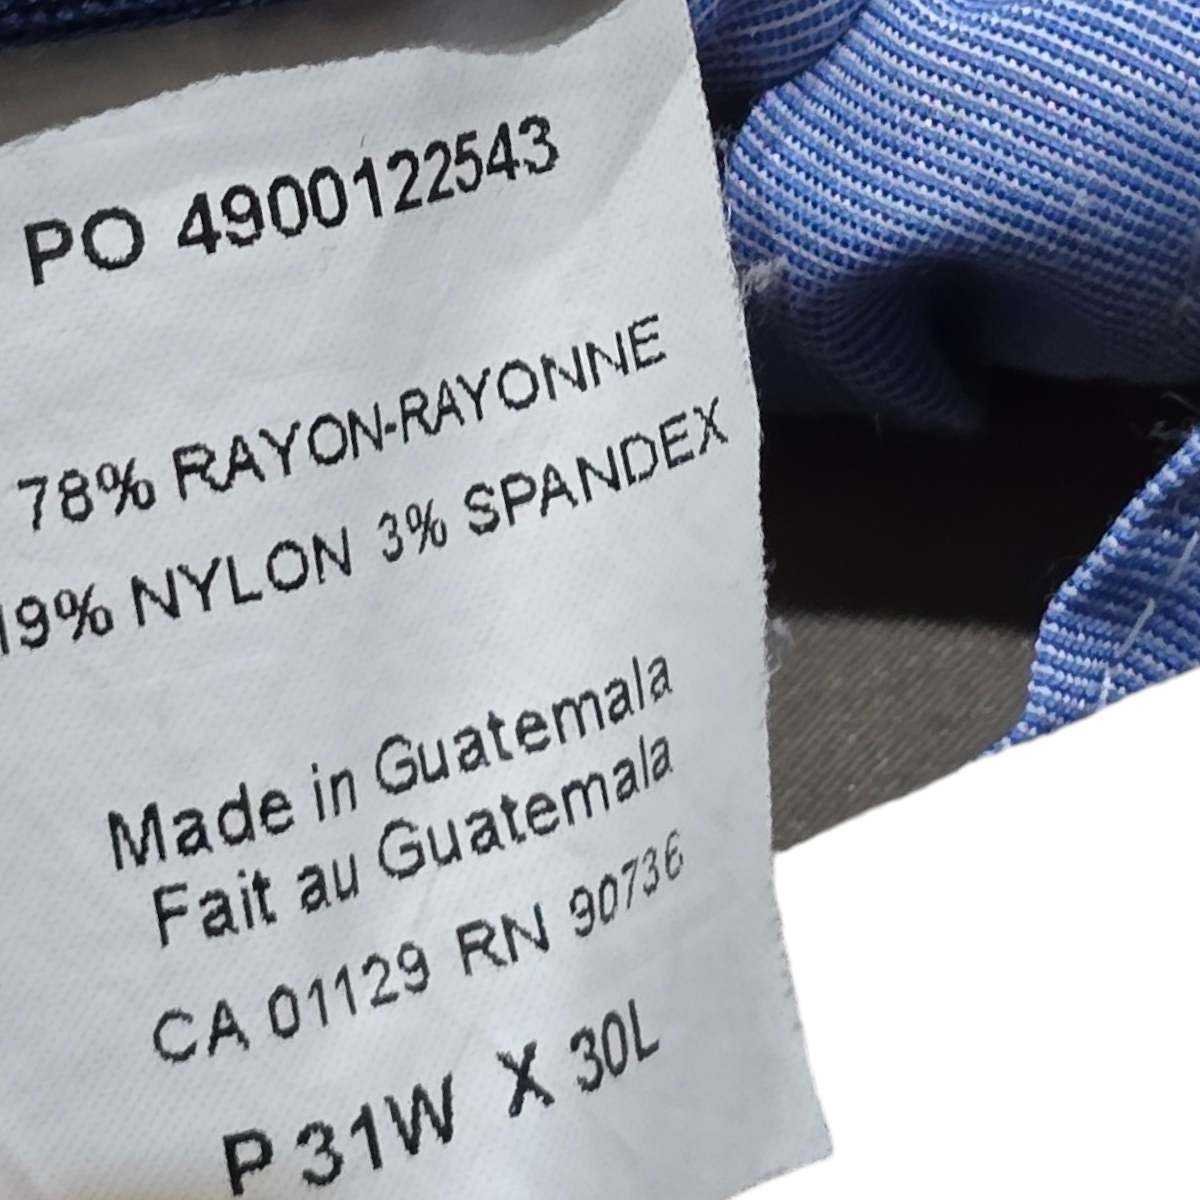 PO 4900122543
78% RAYON-RAYONNE
19% NYLON 3% SPANDEX
Made in Guatemala
Fait au Guatemala
CA 01129 RN 90736
P 31W X 30L